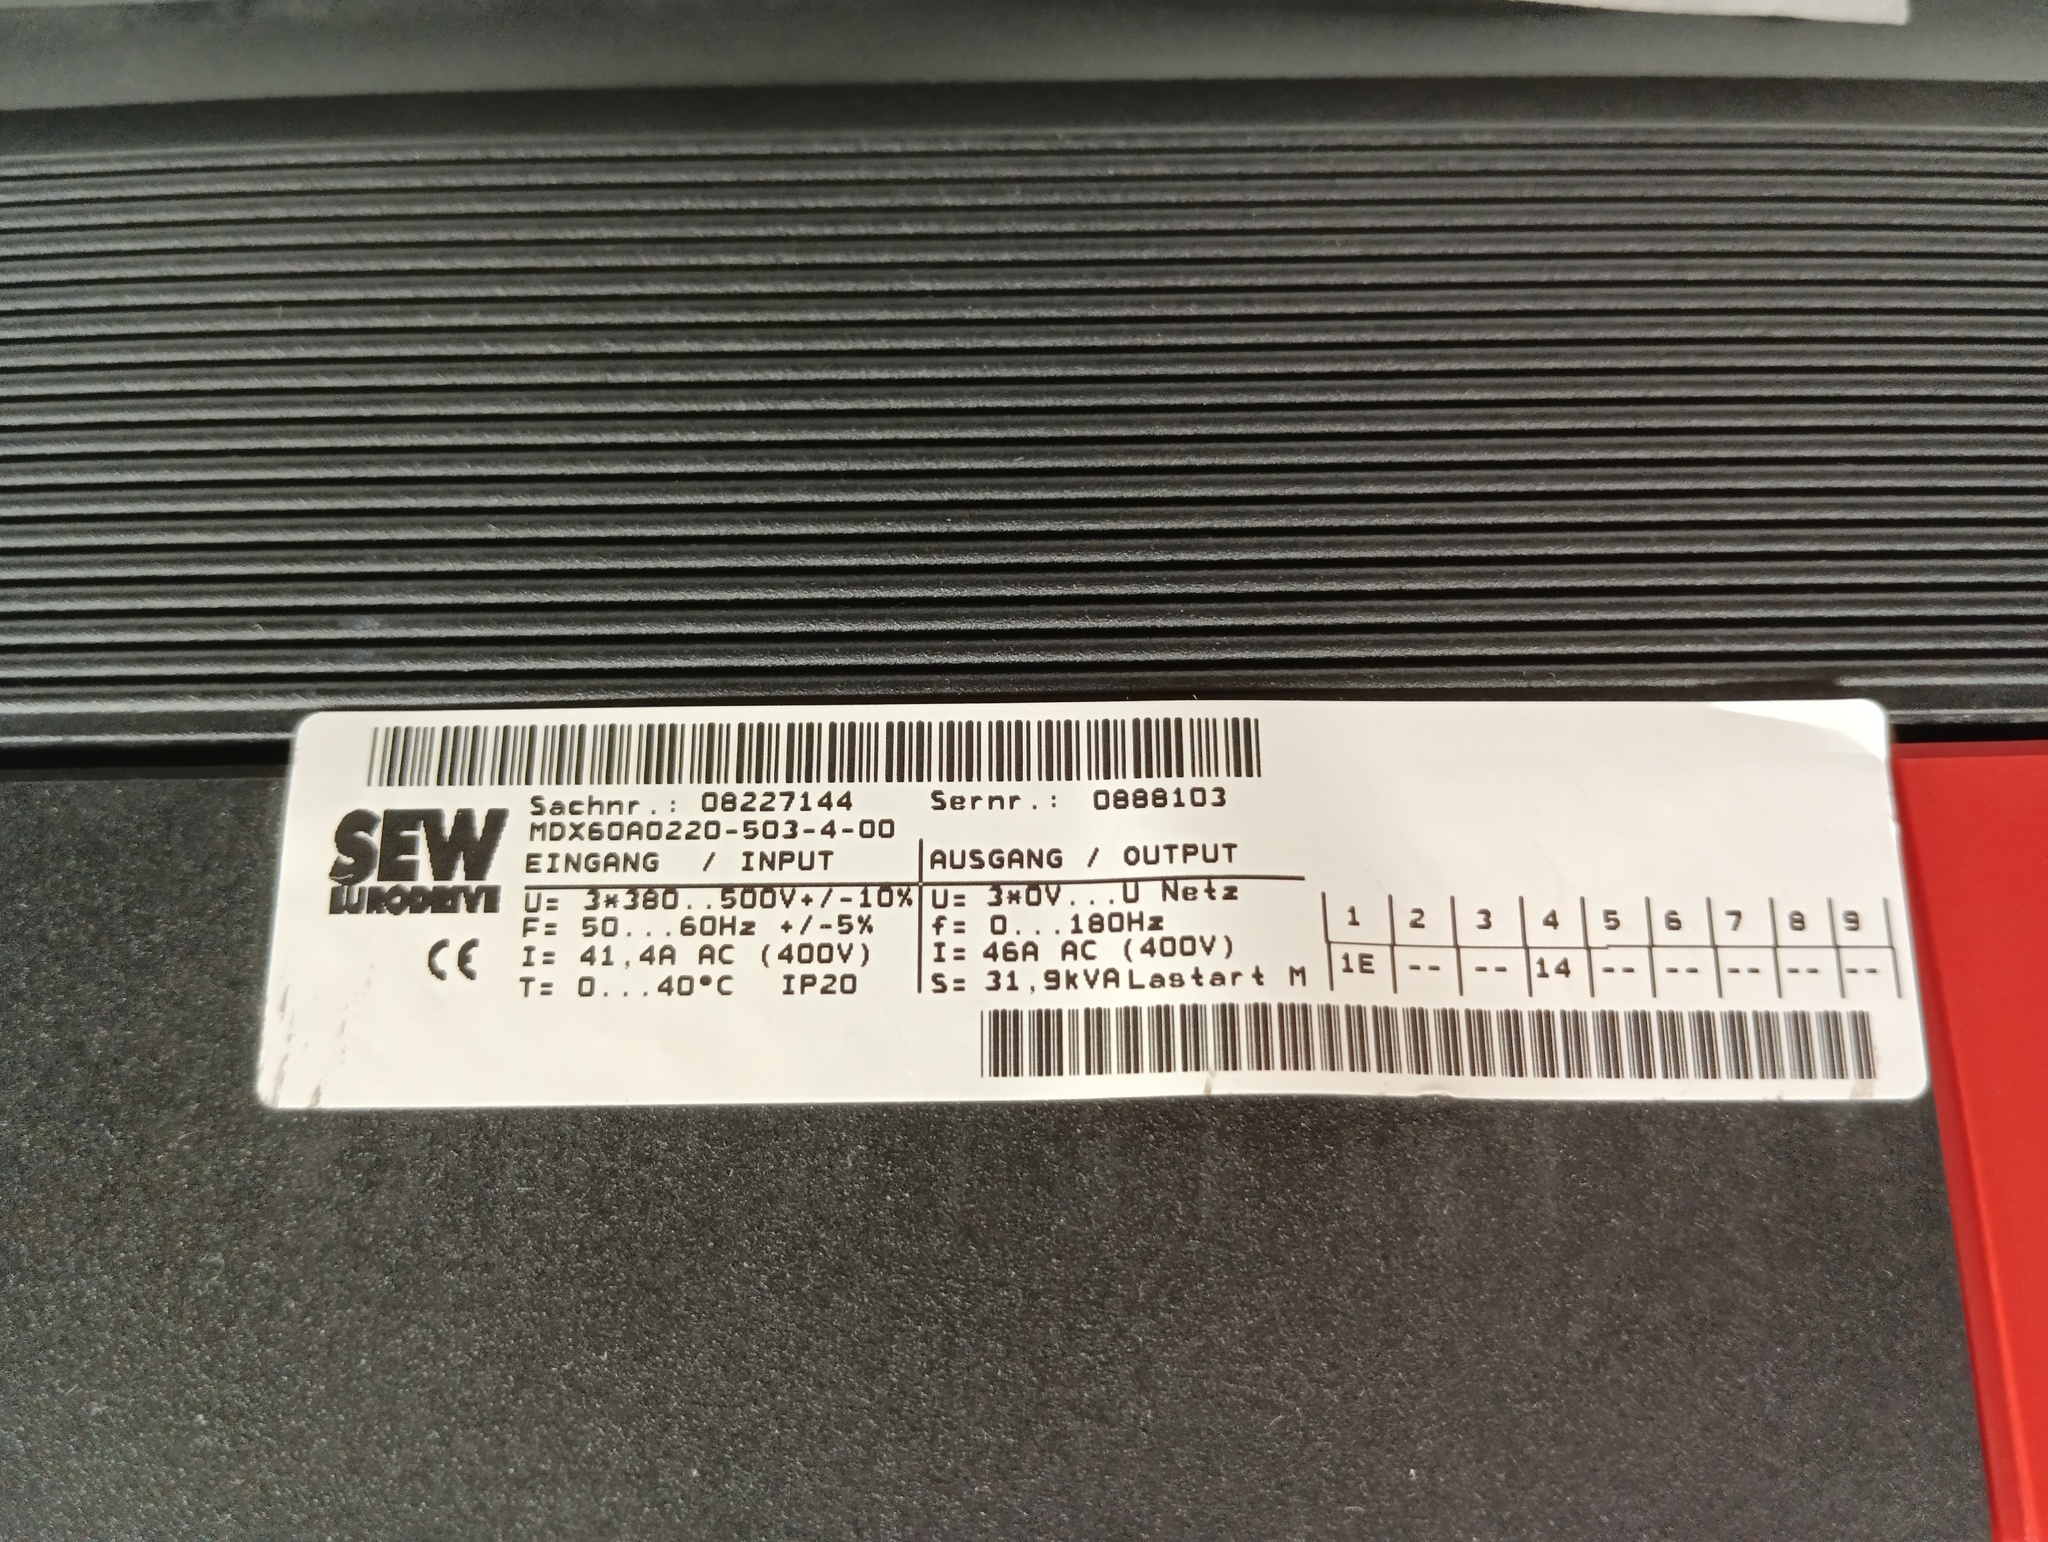 Sachnr.: 08227144 Sernr.: 0888103
MDX60A0220-503-4-00
SEW
EURODRIVE
CE
EINGANG / INPUT
U= 3*380..500V+/-10%
F= 50...60Hz +/-5%
I= 41,4A AC (400V)
T= 0...40°C IP20
AUSGANG / OUTPUT
U= 3*0V...U Netz
f= 0...180Hz
I= 46A AC (400V)
S= 31,9kVA Lastart M
1 2 3 4 5 6 7 8 9
1E -- -- 14 -- -- -- -- --